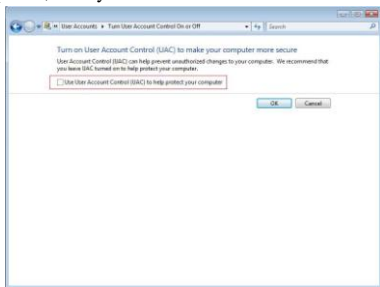 User Accounts ▸ Turn User Account Control On or Off
Search
Turn on User Account Control (UAC) to make your computer more secure
User Account Control (UAC) can help prevent unauthorized changes to your computer. We recommend that
you leave UAC turned on to help protect your computer.
Use User Account Control (UAC) to help protect your computer
OK Cancel